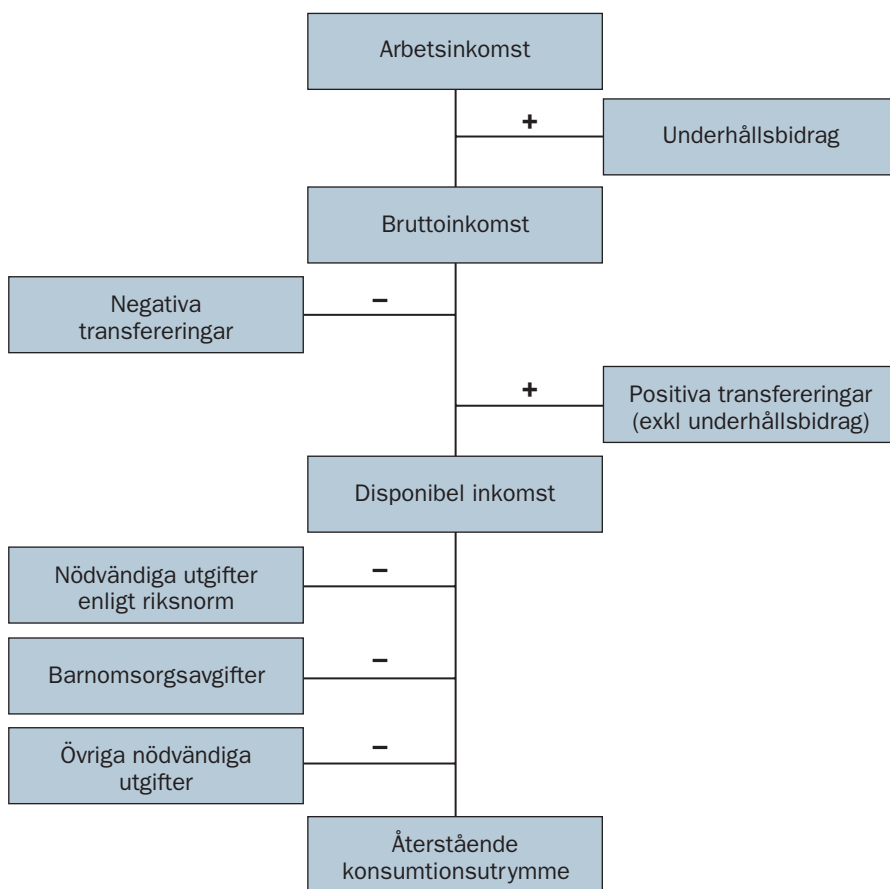 Arbetsinkomst
+
Underhållsbidrag
Bruttoinkomst
–
Negativa
transfereringar
+
Positiva transfereringar
(exkl underhållsbidrag)
Disponibel inkomst
–
Nödvändiga utgifter
enligt riksnorm
–
Barnomsorgsavgifter
–
Övriga nödvändiga
utgifter
Återstående
konsumtionsutrymme